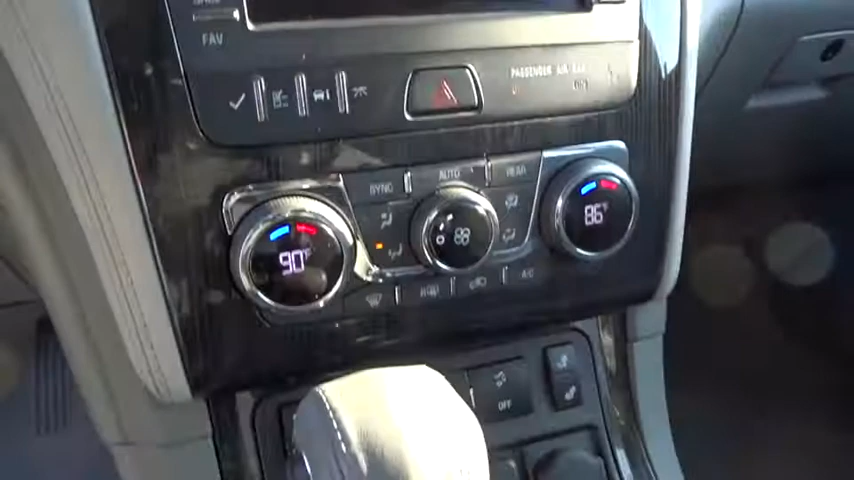 FAV
PASSENGER AIR BAG
SYNC AUTO REAR
90°
86°
A/C
OFF